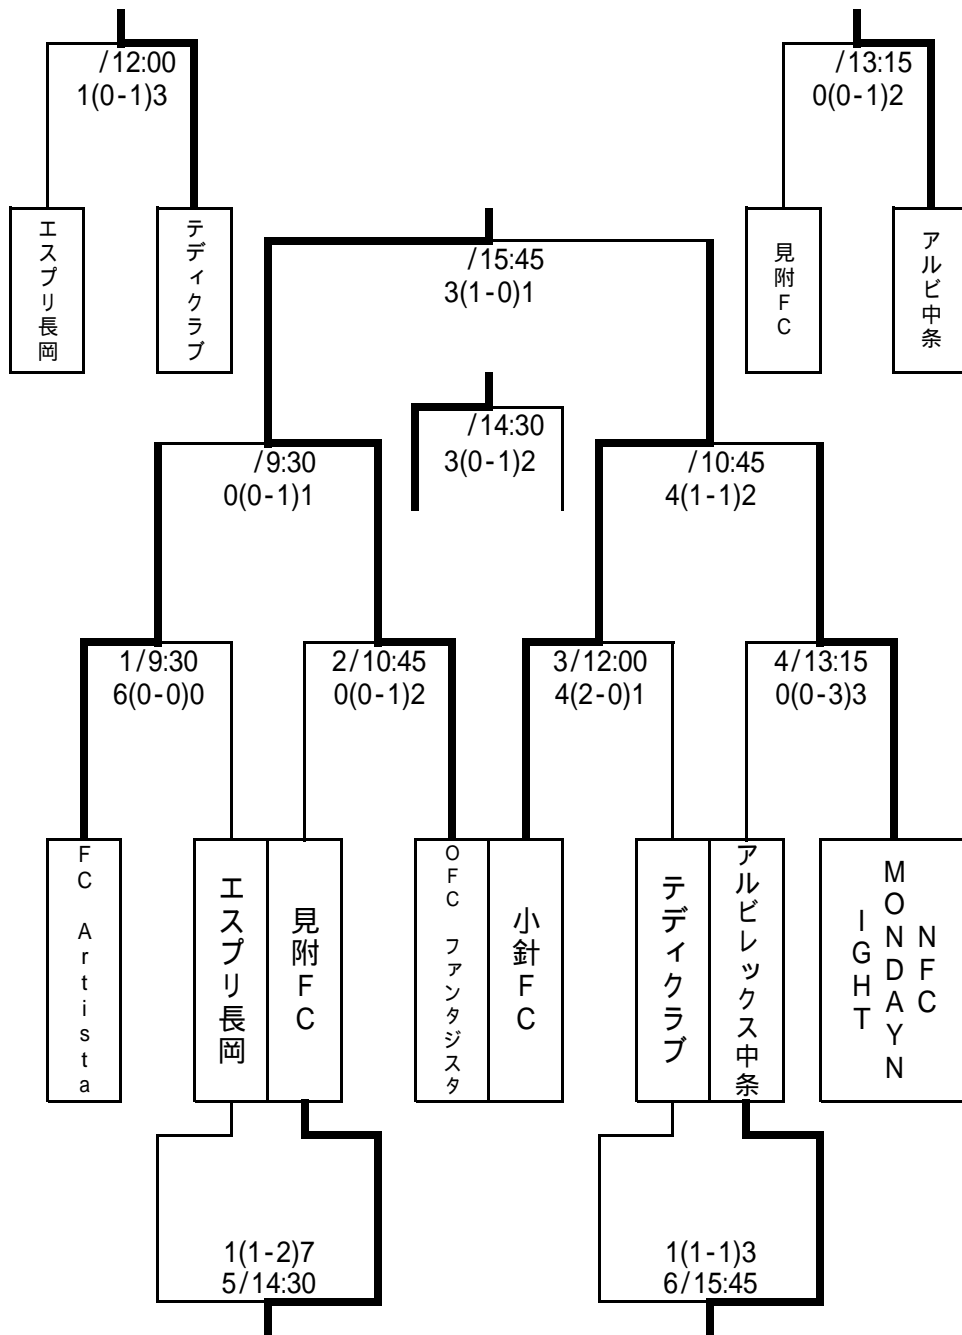 /12:00
1(0-1)3
/13:15
0(0-1)2
エスプリ長岡
テディクラブ
見附FC
アルビ中条
/15:45
3(1-0)1
/14:30
3(0-1)2
/9:30
0(0-1)1
/10:45
4(1-1)2
1/9:30
6(0-0)0
2/10:45
0(0-1)2
3/12:00
4(2-0)1
4/13:15
0(0-3)3
FC Artista
エスプリ長岡
見附FC
OFC ファンタジスタ
小針FC
テディクラブ
アルビレックス中条
NFC
MONDAYN
IGHT
1(1-2)7
5/14:30
1(1-1)3
6/15:45